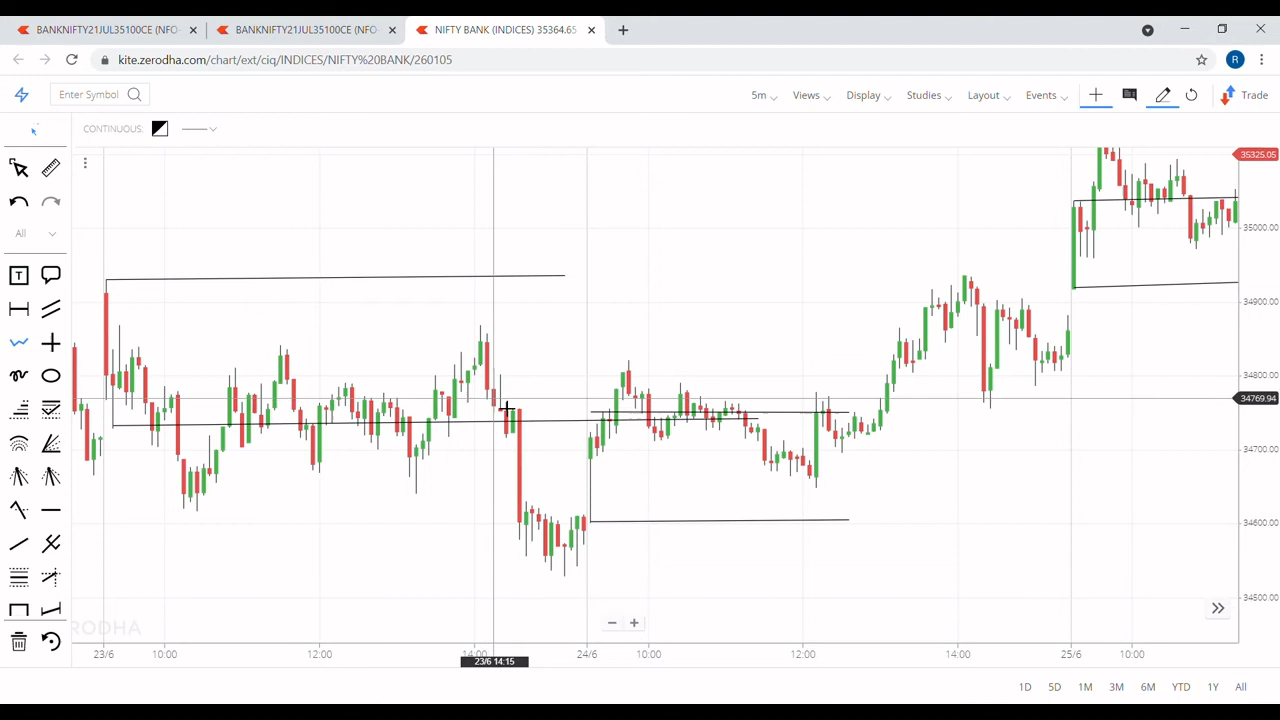 BANKNIFTY21JUL35100CE (NFO-
BANKNIFTY21JUL35100CE (NFO-
NIFTY BANK (INDICES) 35364.65
kite.zerodha.com/chart/ext/ciq/INDICES/NIFTY%20BANK/260105
R
Enter Symbol
5m
Views
Display
Studies
Layout
Events
Trade
CONTINUOUS:
35325.05
All
35000.00
T
34900.00
34800.00
34769.94
34700.00
34600.00
34500.00
RODHA
23/6
10:00
12:00
14:00
24/6
10:00
12:00
14:00
25/6
10:00
23/6 14:15
1D
5D
1M
3M
6M
YTD
1Y
All